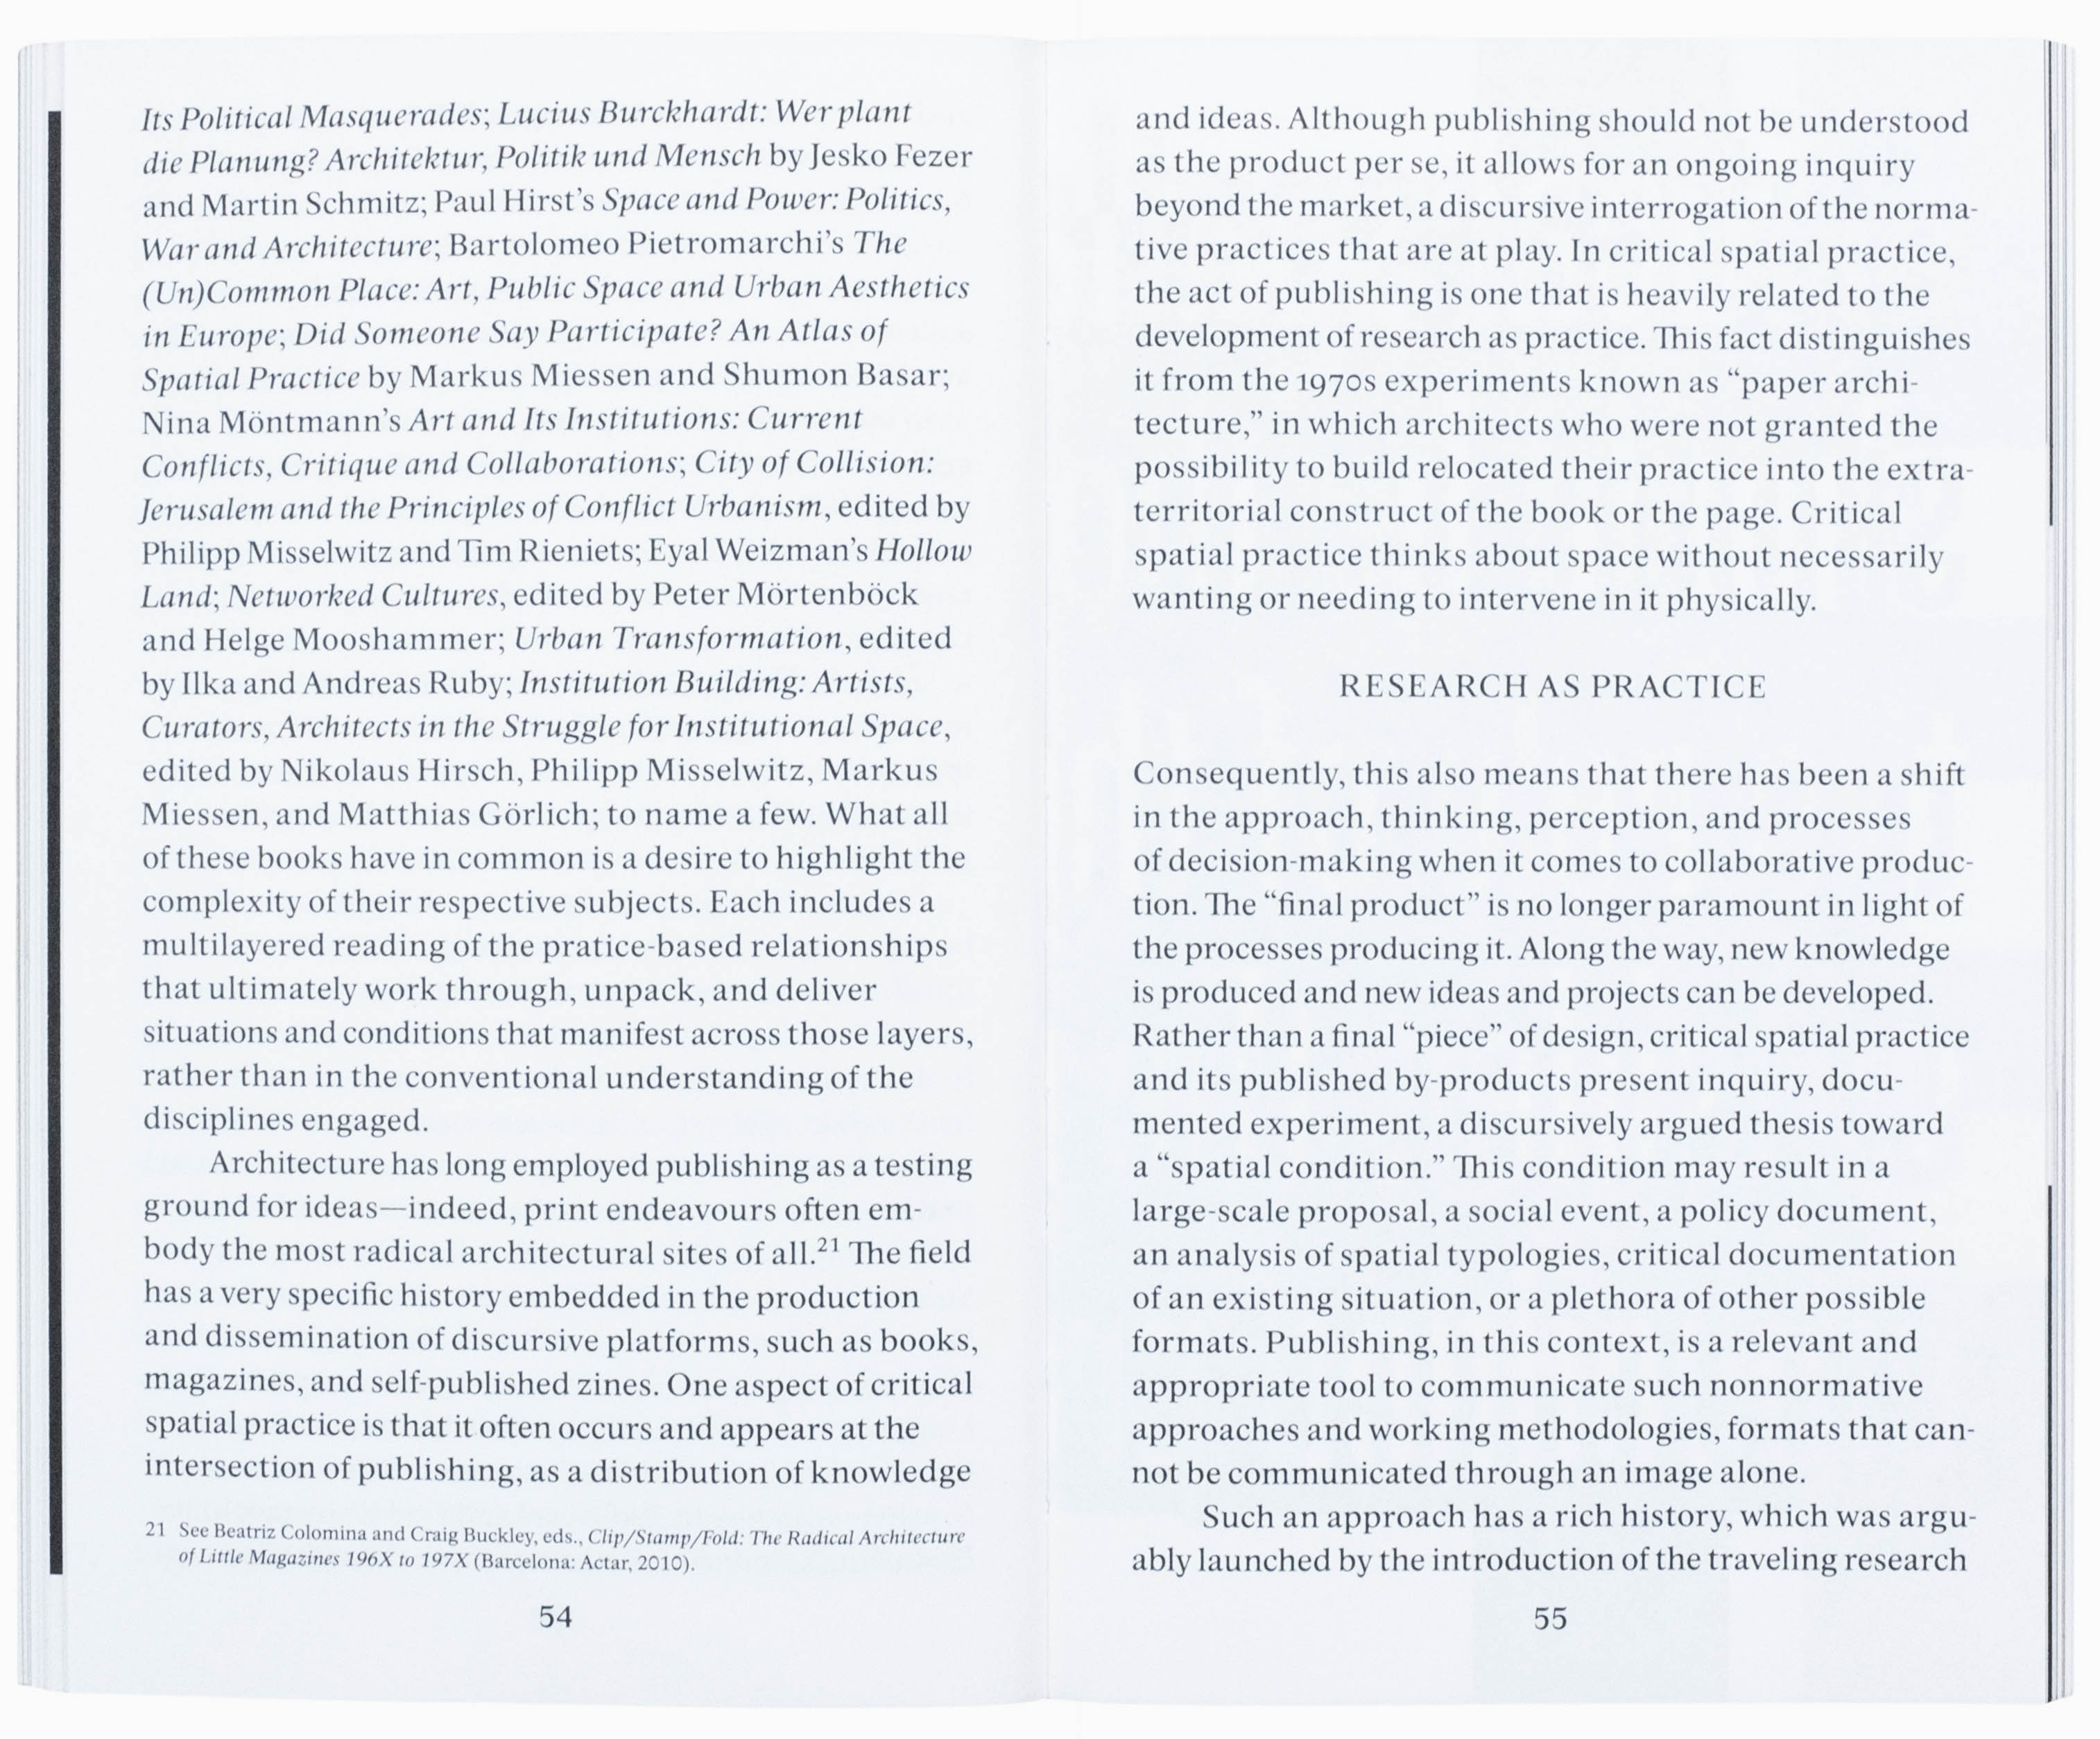 Its Political Masquerades; Lucius Burckhardt: Wer plant
die Planung? Architektur, Politik und Mensch by Jesko Fezer
and Martin Schmitz; Paul Hirst’s Space and Power: Politics,
War and Architecture; Bartolomeo Pietromarchi’s The
(Un)Common Place: Art, Public Space and Urban Aesthetics
in Europe; Did Someone Say Participate? An Atlas of
Spatial Practice by Markus Miessen and Shumon Basar;
Nina Möntmann’s Art and Its Institutions: Current
Conflicts, Critique and Collaborations; City of Collision:
Jerusalem and the Principles of Conflict Urbanism, edited by
Philipp Misselwitz and Tim Rieniets; Eyal Weizman’s Hollow
Land; Networked Cultures, edited by Peter Mörtenböck
and Helge Mooshammer; Urban Transformation, edited
by Ilka and Andreas Ruby; Institution Building: Artists,
Curators, Architects in the Struggle for Institutional Space,
edited by Nikolaus Hirsch, Philipp Misselwitz, Markus
Miessen, and Matthias Görlich; to name a few. What all
of these books have in common is a desire to highlight the
complexity of their respective subjects. Each includes a
multilayered reading of the pratice-based relationships
that ultimately work through, unpack, and deliver
situations and conditions that manifest across those layers,
rather than in the conventional understanding of the
disciplines engaged.
Architecture has long employed publishing as a testing
ground for ideas—indeed, print endeavours often em-
body the most radical architectural sites of all.²¹ The field
has a very specific history embedded in the production
and dissemination of discursive platforms, such as books,
magazines, and self-published zines. One aspect of critical
spatial practice is that it often occurs and appears at the
intersection of publishing, as a distribution of knowledge
21 See Beatriz Colomina and Craig Buckley, eds., Clip/Stamp/Fold: The Radical Architecture
of Little Magazines 196X to 197X (Barcelona: Actar, 2010).
54
and ideas. Although publishing should not be understood
as the product per se, it allows for an ongoing inquiry
beyond the market, a discursive interrogation of the norma-
tive practices that are at play. In critical spatial practice,
the act of publishing is one that is heavily related to the
development of research as practice. This fact distinguishes
it from the 1970s experiments known as “paper archi-
tecture,” in which architects who were not granted the
possibility to build relocated their practice into the extra-
territorial construct of the book or the page. Critical
spatial practice thinks about space without necessarily
wanting or needing to intervene in it physically.
RESEARCH AS PRACTICE
Consequently, this also means that there has been a shift
in the approach, thinking, perception, and processes
of decision-making when it comes to collaborative produc-
tion. The “final product” is no longer paramount in light of
the processes producing it. Along the way, new knowledge
is produced and new ideas and projects can be developed.
Rather than a final “piece” of design, critical spatial practice
and its published by-products present inquiry, docu-
mented experiment, a discursively argued thesis toward
a “spatial condition.” This condition may result in a
large-scale proposal, a social event, a policy document,
an analysis of spatial typologies, critical documentation
of an existing situation, or a plethora of other possible
formats. Publishing, in this context, is a relevant and
appropriate tool to communicate such nonnormative
approaches and working methodologies, formats that can-
not be communicated through an image alone.
Such an approach has a rich history, which was argu-
ably launched by the introduction of the traveling research
55